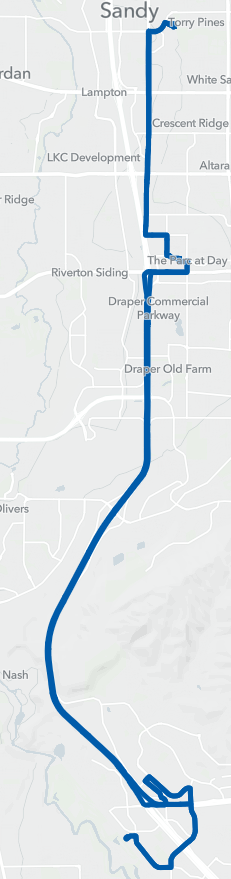 Sandy
Torry Pines
rdan
White Sa
Lampton
Crescent Ridge
LKC Development
Altara
r Ridge
The Parc at Day
Riverton Siding
Draper Commercial
Parkway
Draper Old Farm
Olivers
Nash